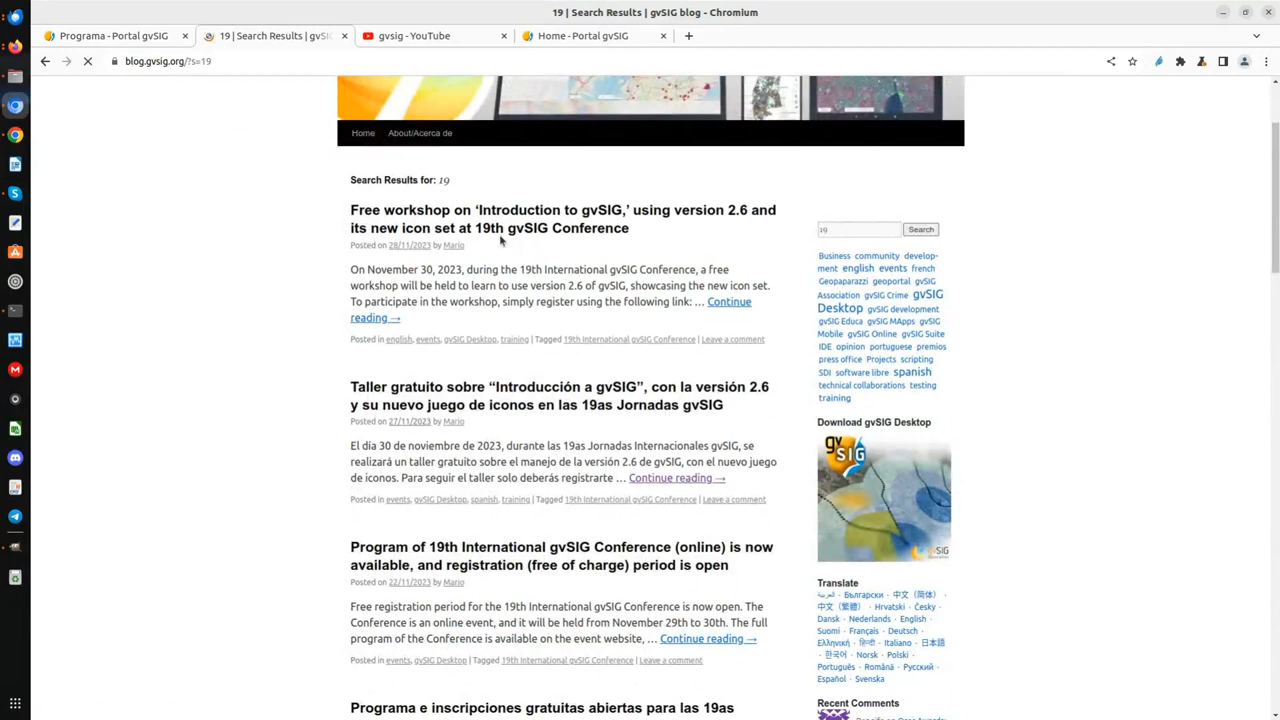 19 | Search Results | gvSIG blog - Chromium
Programa - Portal gvSIG
19 | Search Results | gvSIG
gvsig - YouTube
Home - Portal gvSIG
blog.gvsig.org/?s=19
Home About/Acerca de
Search Results for: 19
Free workshop on ‘Introduction to gvSIG,’ using version 2.6 and
its new icon set at 19th gvSIG Conference
Posted on 28/11/2023 by Mario
On November 30, 2023, during the 19th International gvSIG Conference, a free
workshop will be held to learn to use version 2.6 of gvSIG, showcasing the new icon set.
To participate in the workshop, simply register using the following link: … Continue
reading →
Posted in english, events, gvSIG Desktop, training | Tagged 19th International gvSIG Conference | Leave a comment
Taller gratuito sobre “Introducción a gvSIG”, con la versión 2.6
y su nuevo juego de iconos en las 19as Jornadas gvSIG
Posted on 27/11/2023 by Mario
El día 30 de noviembre de 2023, durante las 19as Jornadas Internacionales gvSIG, se
realizará un taller gratuito sobre el manejo de la versión 2.6 de gvSIG, con el nuevo juego
de iconos. Para seguir el taller solo deberás registrarte … Continue reading →
Posted in events, gvSIG Desktop, spanish, training | Tagged 19th International gvSIG Conference | Leave a comment
Program of 19th International gvSIG Conference (online) is now
available, and registration (free of charge) period is open
Posted on 22/11/2023 by Mario
Free registration period for the 19th International gvSIG Conference is now open. The
Conference is an online event, and it will be held from November 29th to 30th. The full
program of the Conference is available on the event website, … Continue reading →
Posted in events, gvSIG Desktop | Tagged 19th International gvSIG Conference | Leave a comment
Programa e inscripciones gratuitas abiertas para las 19as
19 Search
Business community develop-
ment english events french
Geopaparazzi geoportal gvSIG
Association gvSIG Crime gvSIG
Desktop gvSIG development
gvSIG Educa gvSIG MApps gvSIG
Mobile gvSIG Online gvSIG Suite
IDE opinion portuguese premios
press office Projects scripting
SDI software libre spanish
technical collaborations testing
training
Download gvSIG Desktop
gv
SIG
gvSIG
Translate
العربية · Български · 中文（简体） ·
中文（繁體） · Hrvatski · Česky ·
Dansk · Nederlands · English ·
Suomi · Français · Deutsch ·
Ελληνική · हिन्दी · Italiano · 日本語
· 한국어 · Norsk · Polski ·
Português · Română · Русский ·
Español · Svenska
Recent Comments